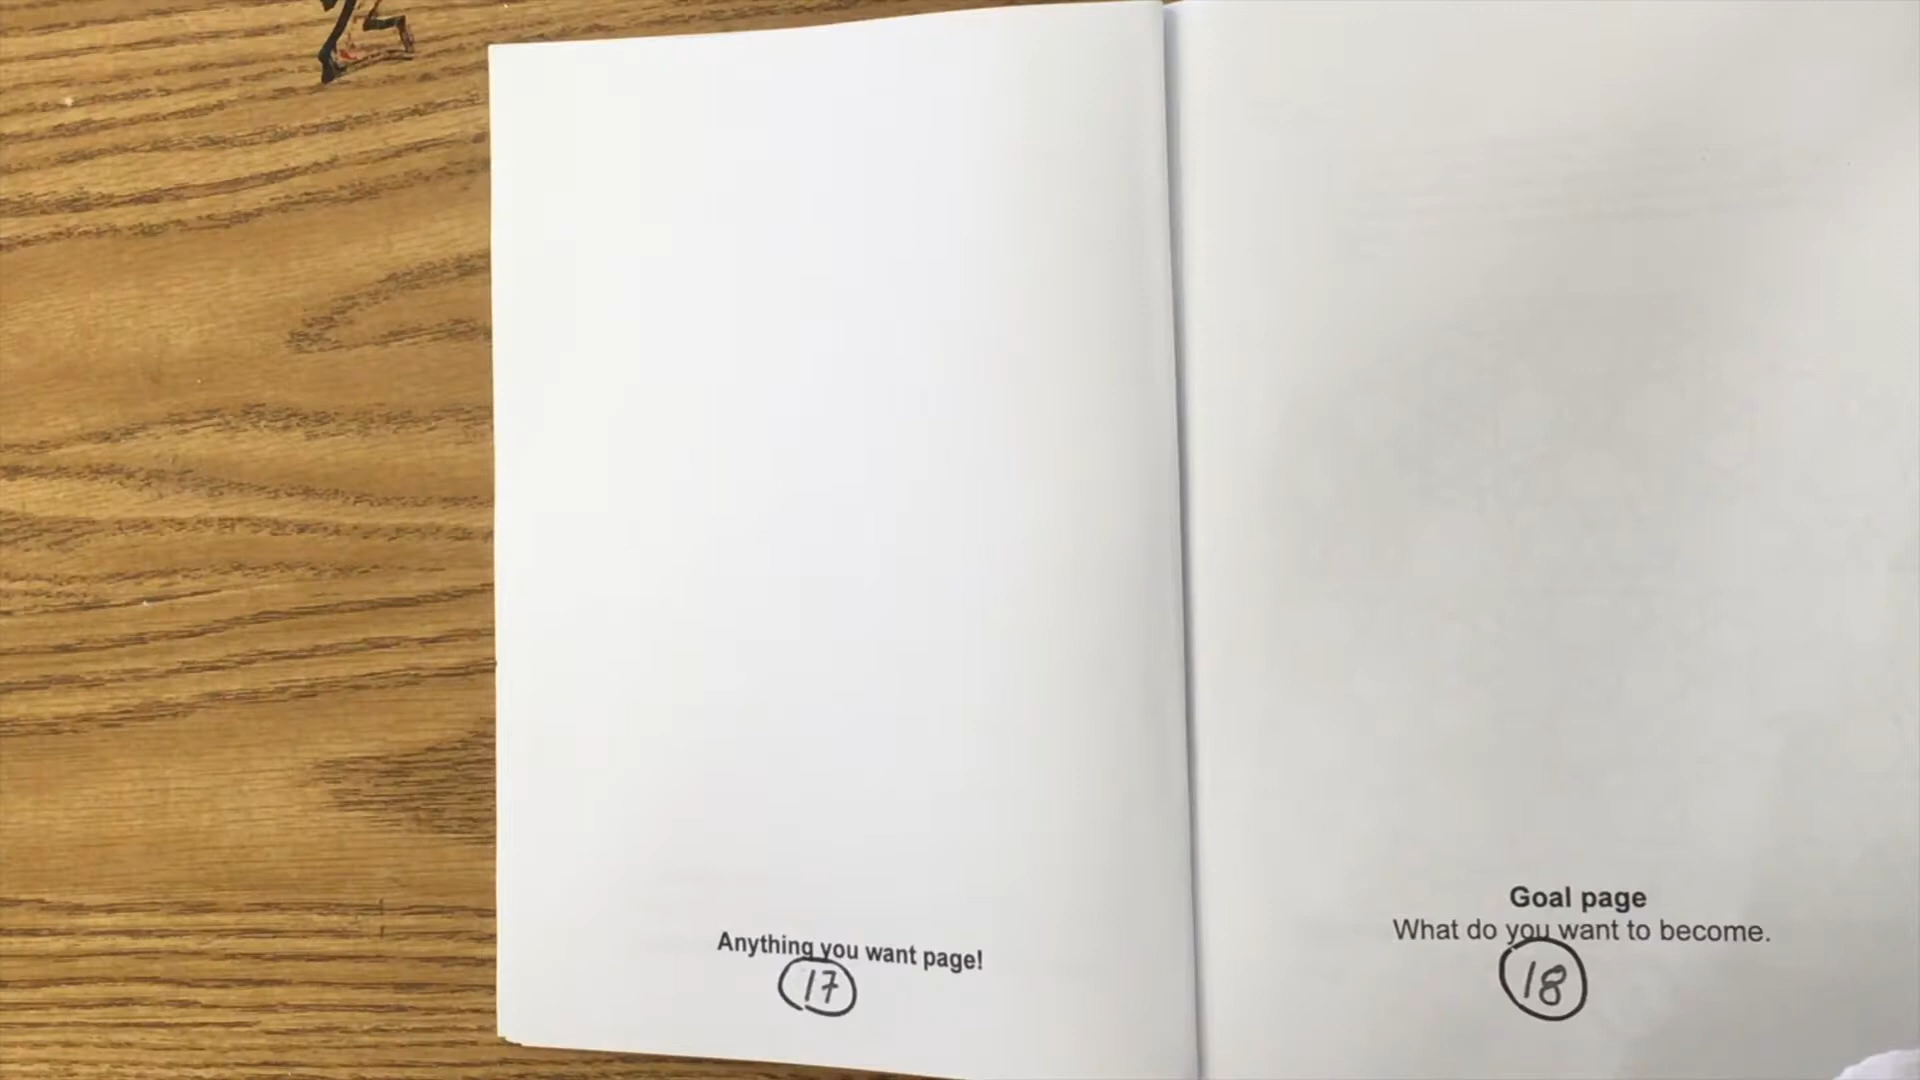 Anything you want page!
17
Goal page
What do you want to become.
18